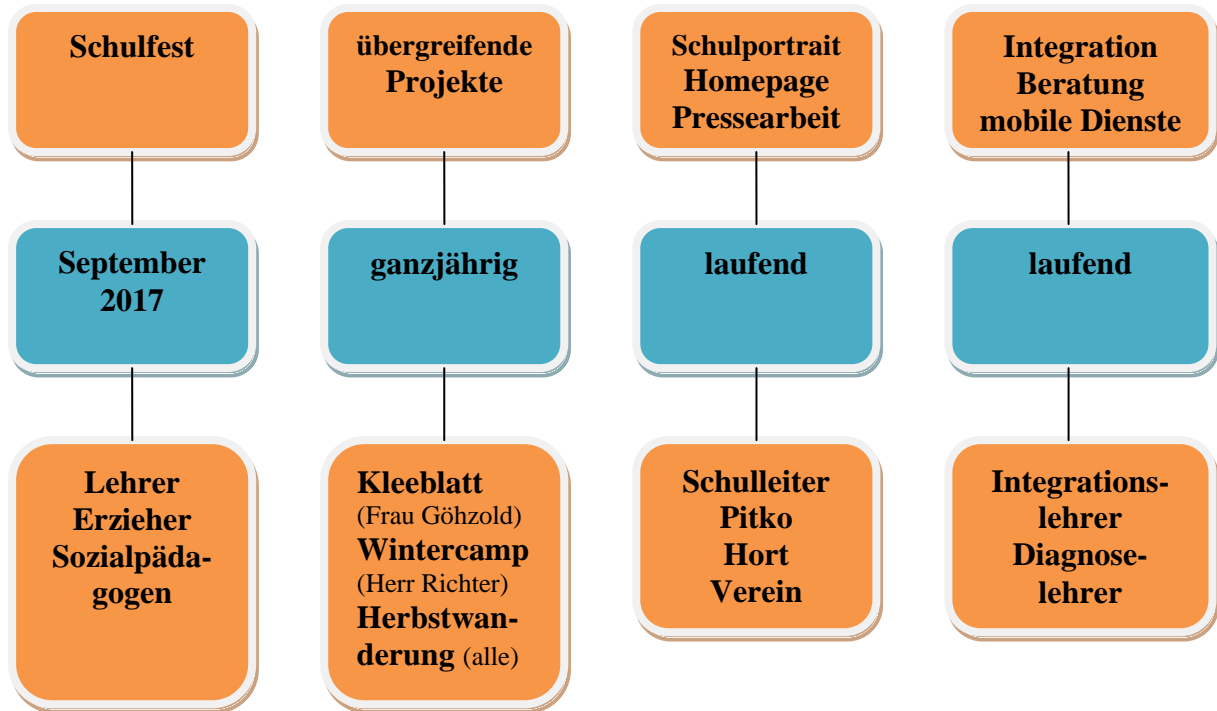 Schulfest
übergreifende
Projekte
Schulportrait
Homepage
Pressearbeit
Integration
Beratung
mobile Dienste
September
2017
ganzjährig
laufend
laufend
Lehrer
Erzieher
Sozialpäda-
gogen
Kleeblatt
(Frau Göhzold)
Wintercamp
(Herr Richter)
Herbstwan-
derung (alle)
Schulleiter
Pitko
Hort
Verein
Integrations-
lehrer
Diagnose-
lehrer